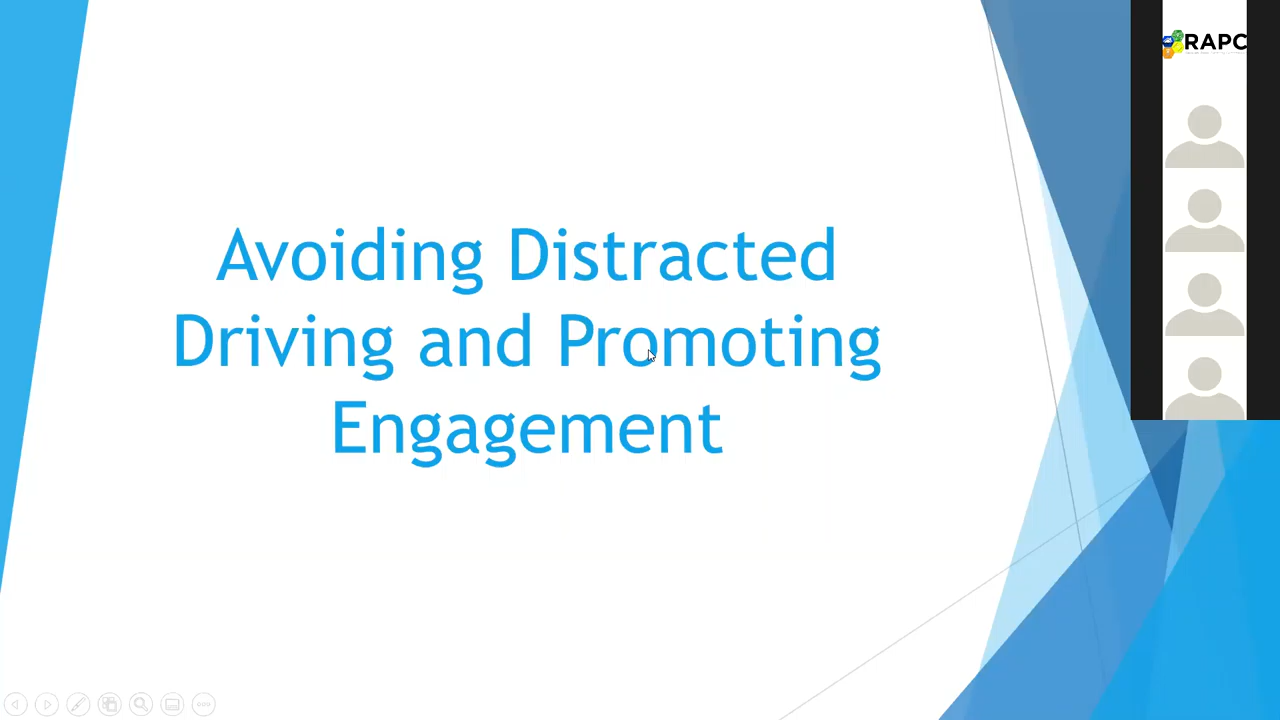 Avoiding Distracted
Driving and Promoting
Engagement
RAPC